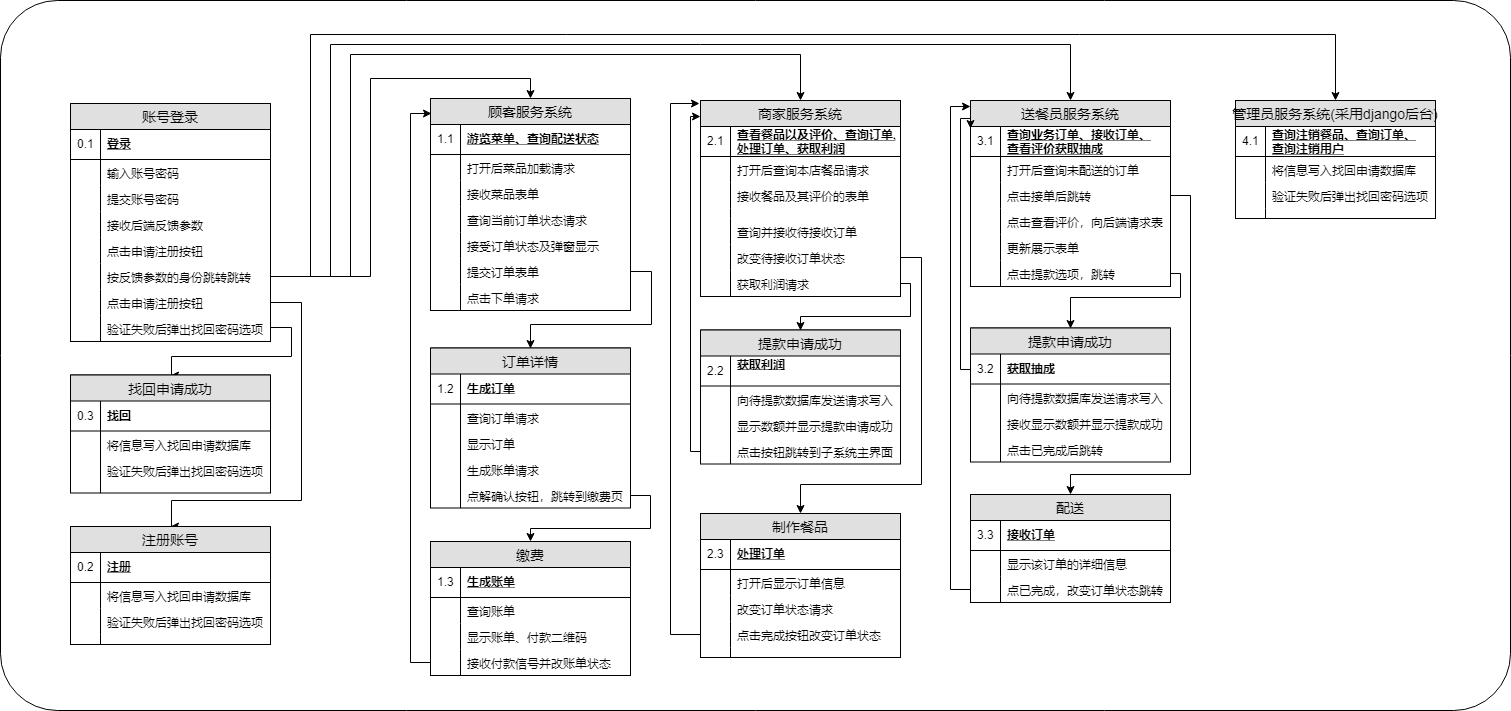 账号登录
0.1 登录
输入账号密码
提交账号密码
接收后端反馈参数
点击申请注册按钮
按反馈参数的身份跳转跳转
点击申请注册按钮
验证失败后弹出找回密码选项
找回申请成功
0.3 找回
将信息写入找回申请数据库
验证失败后弹出找回密码选项
注册账号
0.2 注册
将信息写入找回申请数据库
验证失败后弹出找回密码选项
顾客服务系统
1.1 游览菜单、查询配送状态
打开后菜品加载请求
接收菜品表单
查询当前订单状态请求
接受订单状态及弹窗显示
提交订单表单
点击下单请求
订单详情
1.2 生成订单
查询订单请求
显示订单
生成账单请求
点解确认按钮，跳转到缴费页
缴费
1.3 生成账单
查询账单
显示账单、付款二维码
接收付款信号并改账单状态
商家服务系统
2.1 查看餐品以及评价、查询订单、
处理订单、获取利润
打开后查询本店餐品请求
接收餐品及其评价的表单
查询并接收待接收订单
改变待接收订单状态
获取利润请求
提款申请成功
2.2 获取利润
向待提款数据库发送请求写入
显示数额并显示提款申请成功
点击按钮跳转到子系统主界面
制作餐品
2.3 处理订单
打开后显示订单信息
改变订单状态请求
点击完成按钮改变订单状态
送餐员服务系统
3.1 查询业务订单、接收订单、
查看评价获取抽成
打开后查询未配送的订单
点击接单后跳转
点击查看评价，向后端请求表
更新展示表单
点击提款选项，跳转
提款申请成功
3.2 获取抽成
向待提款数据库发送请求写入
接收显示数额并显示提款成功
点击已完成后跳转
配送
3.3 接收订单
显示该订单的详细信息
点已完成，改变订单状态跳转
管理员服务系统(采用django后台)
4.1 查询注销餐品、查询订单、
查询注销用户
将信息写入找回申请数据库
验证失败后弹出找回密码选项